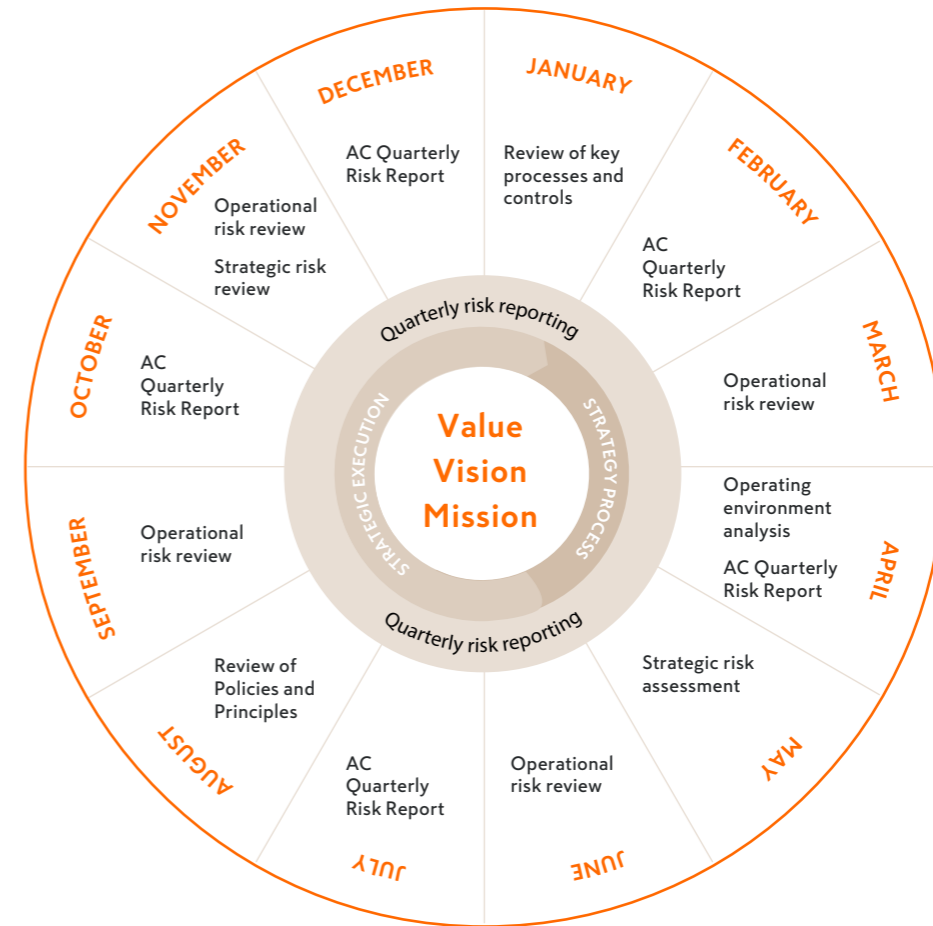 JANUARY
Review of key
processes and
controls
FEBRUARY
AC
Quarterly
Risk Report
MARCH
Operational
risk review
APRIL
Operating
environment
analysis
AC Quarterly
Risk Report
MAY
Strategic risk
assessment
JUNE
Operational
risk review
JULY
AC
Quarterly
Risk Report
AUGUST
Review of
Policies and
Principles
SEPTEMBER
Operational
risk review
OCTOBER
AC
Quarterly
Risk Report
NOVEMBER
Operational
risk review
Strategic risk
review
DECEMBER
AC Quarterly
Risk Report
Quarterly risk reporting
STRATEGY PROCESS
Quarterly risk reporting
STRATEGIC EXECUTION
Value
Vision
Mission